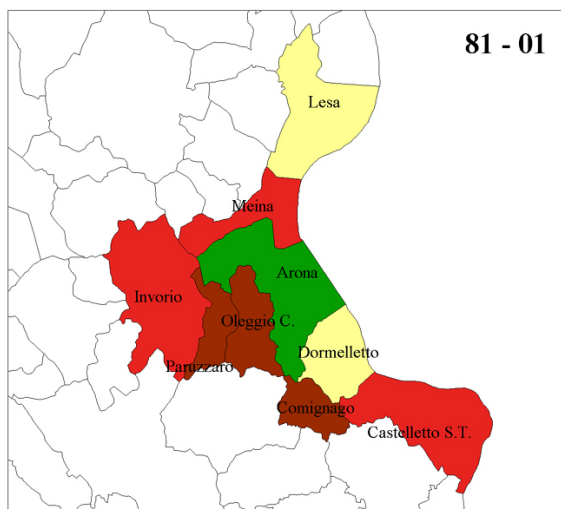 81 - 01
Lesa
Meina
Arona
Invorio
Oleggio C.
Dormelletto
Paruzzaro
Comignago
Castelletto S.T.